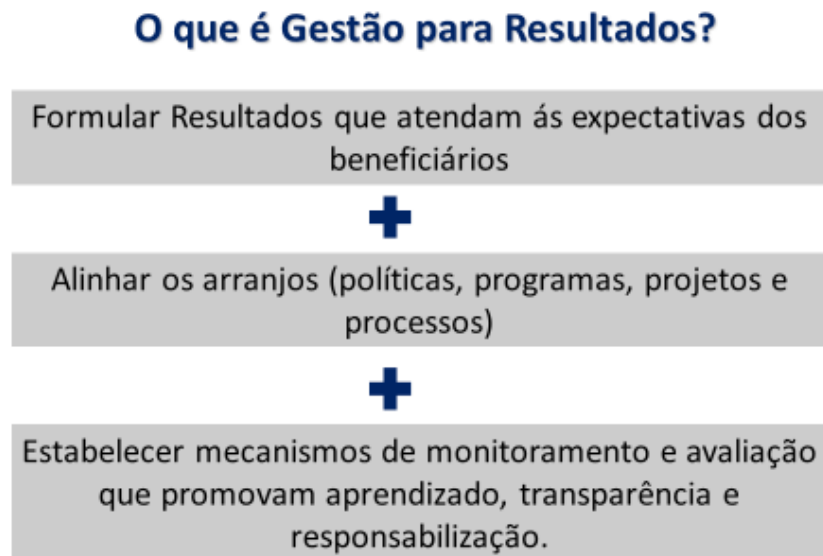 O que é Gestão para Resultados?
Formular Resultados que atendam ás expectativas dos
beneficiários
Alinhar os arranjos (políticas, programas, projetos e
processos)
Estabelecer mecanismos de monitoramento e avaliação
que promovam aprendizado, transparência e
responsabilização.